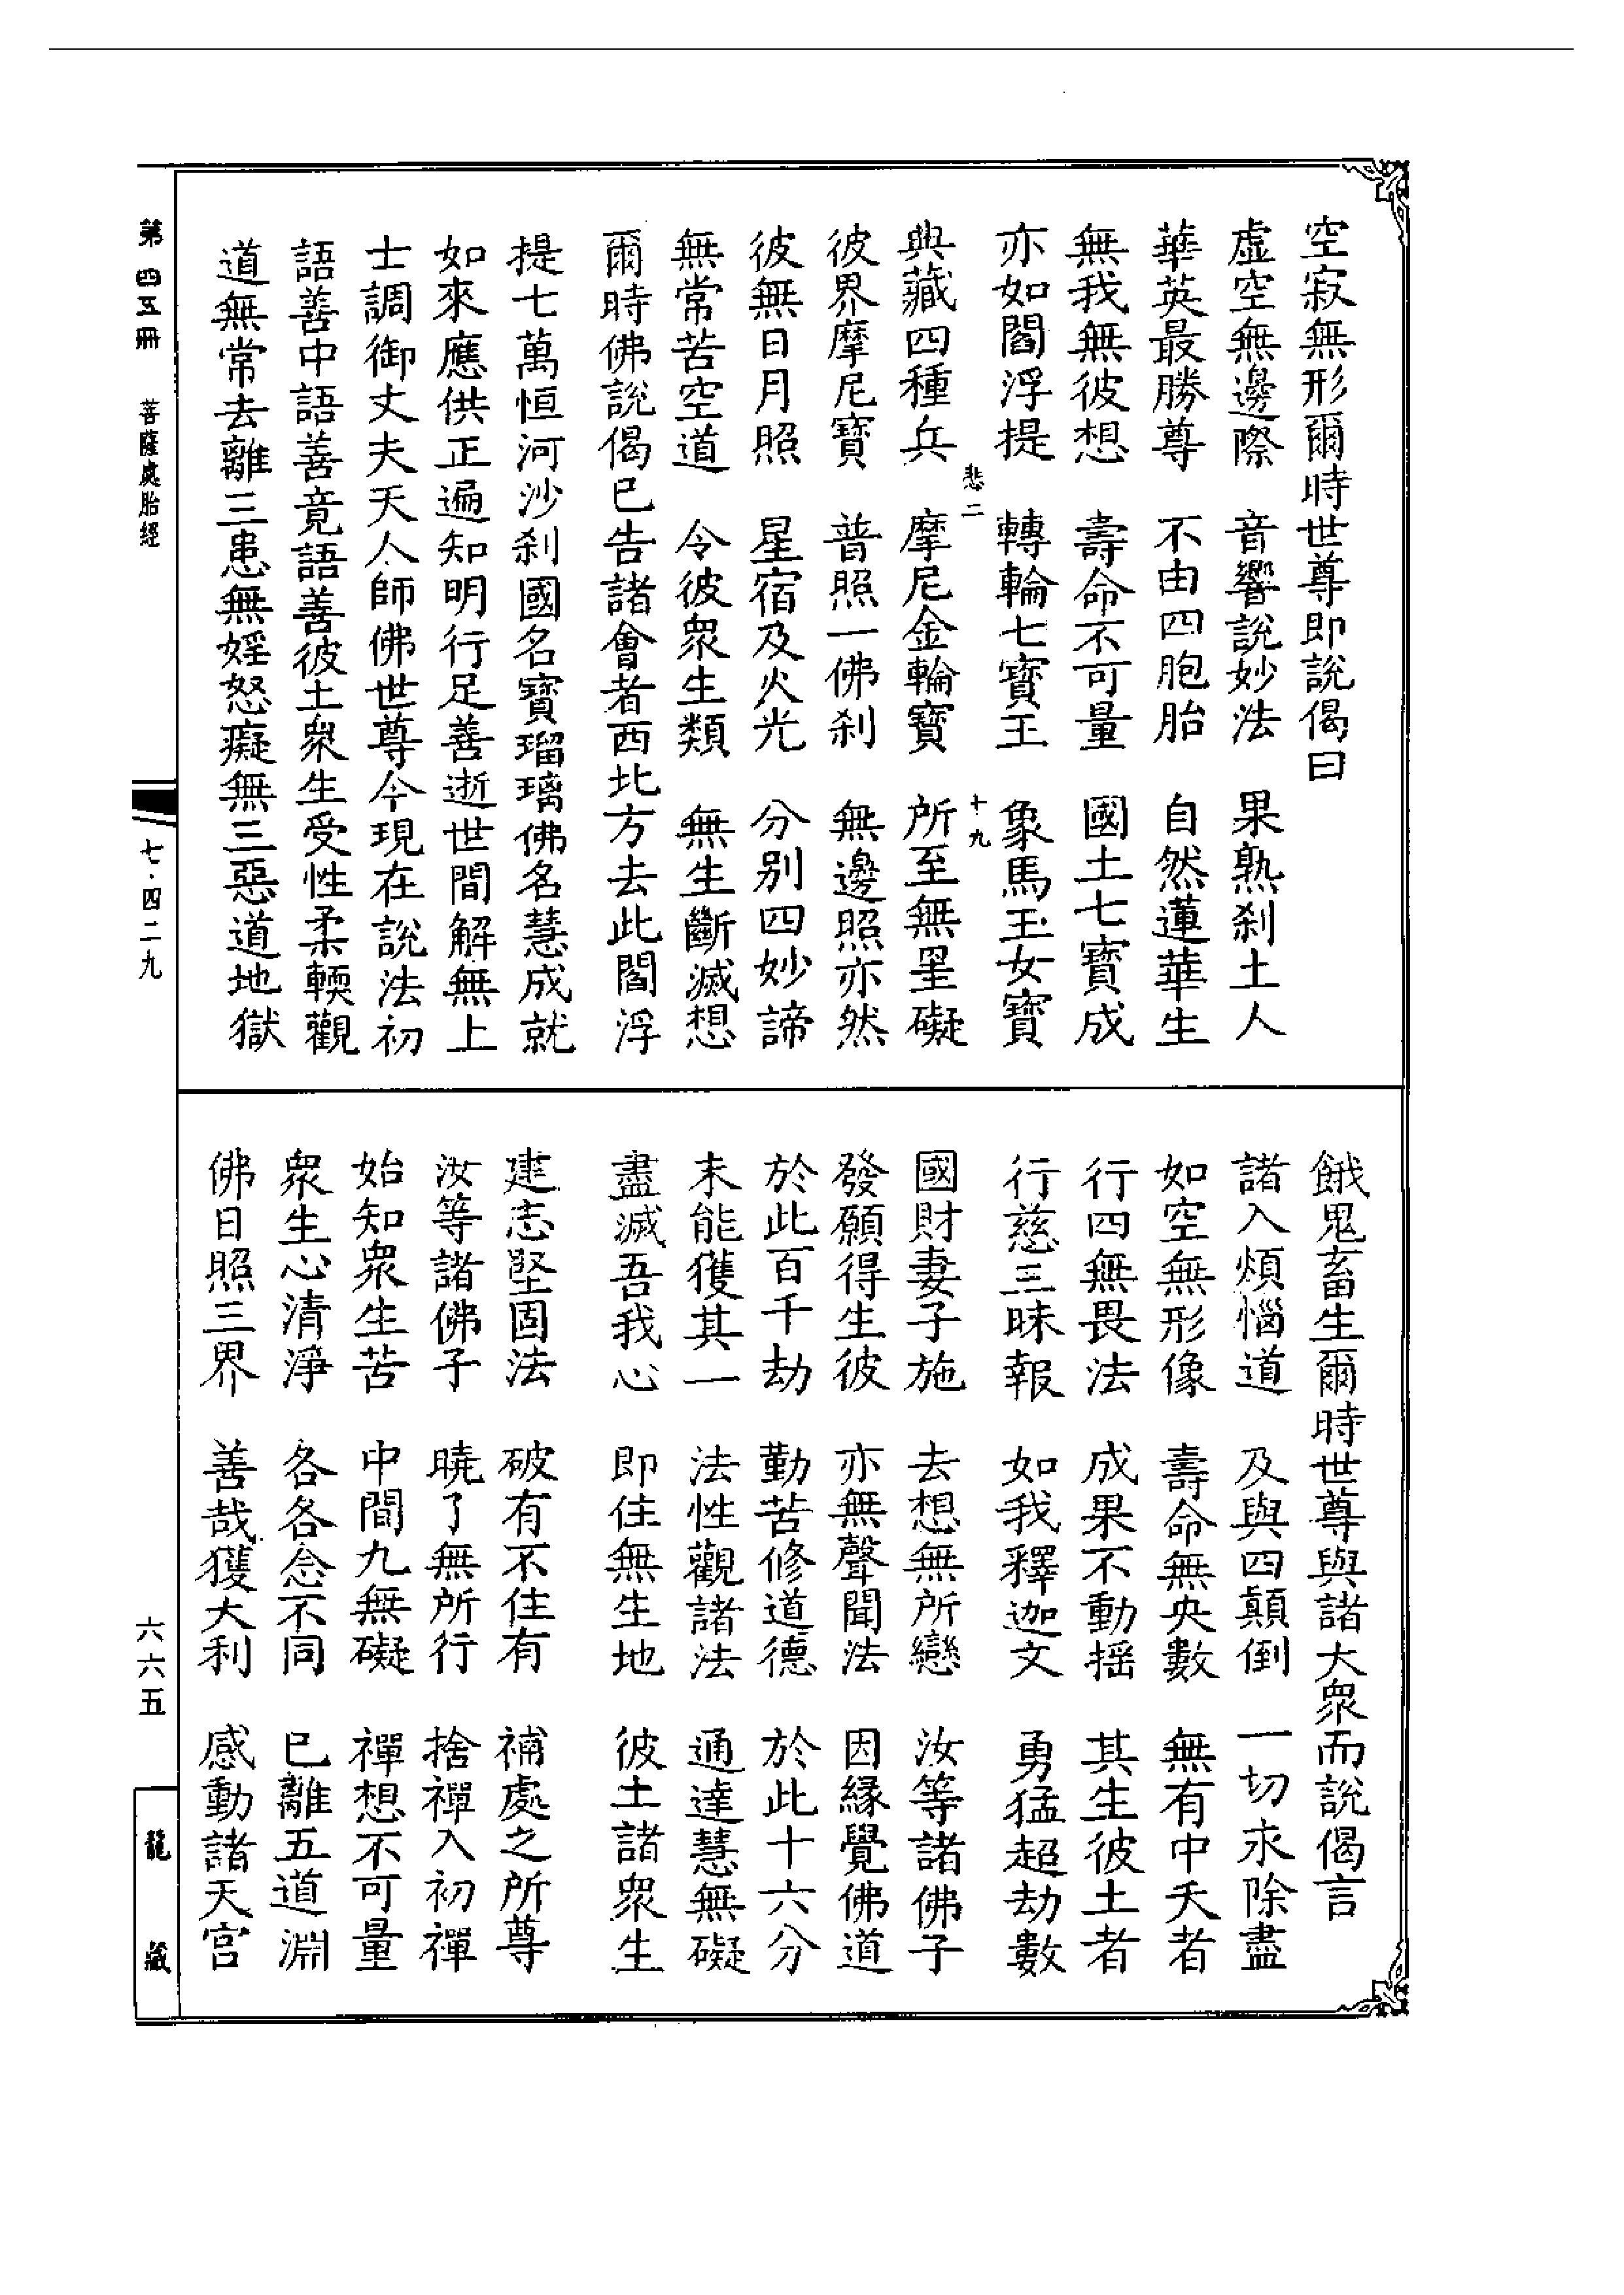 空寂無形爾時世尊即說偈曰
虛空無邊際　音響說妙法　果熟刹土人
華英最勝尊　不由四胞胎　自然蓮華生
無我無彼想　壽命不可量　國土七寶成
亦如閻浮提　轉輪七寶王　象馬玉女寶
典藏四種兵　摩尼金輪寶　所至無罣礙
悲二　十九
彼界摩尼寶　普照一佛刹　無邊照亦然
彼無日月照　星宿及火光　分别四妙諦
無常苦空道　令彼衆生類　無生斷滅想
爾時佛說偈已告諸會者西北方去此閻浮
提七萬恒河沙刹國名寶瑠璃佛名慧成就
如來應供正遍知明行足善逝世間解無上
士調御丈夫天人師佛世尊今現在說法初
語善中語善竟語善彼土衆生受性柔輭觀
道無常去離三患無婬怒癡無三惡道地獄
餓鬼畜生爾時世尊與諸大衆而說偈言
諸入煩惱道　及與四顛倒　一切求除盡
如空無形像　壽命無央數　無有中夭者
行四無畏法　成果不動揺　其生彼土者
行慈三昧報　如我釋迦文　勇猛超劫數
國財妻子施　去想無所戀　汝等諸佛子
發願得生彼　亦無聲聞法　因縁覺佛道
於此百千劫　勤苦修道德　於此十六分
未能獲其一　法性觀諸法　通達慧無礙
盡滅吾我心　即住無生地　彼土諸衆生
建志堅固法　破有不住有　補處之所尊
汝等諸佛子　曉了無所行　捨禪入初禪
始知衆生苦　中間九無礙　禪想不可量
衆生心清淨　各各念不同　已離五道淵
佛日照三界　善哉獲大利　感動諸天宫
第四五冊　菩薩處胎經
七·四二九
六六五
龍藏